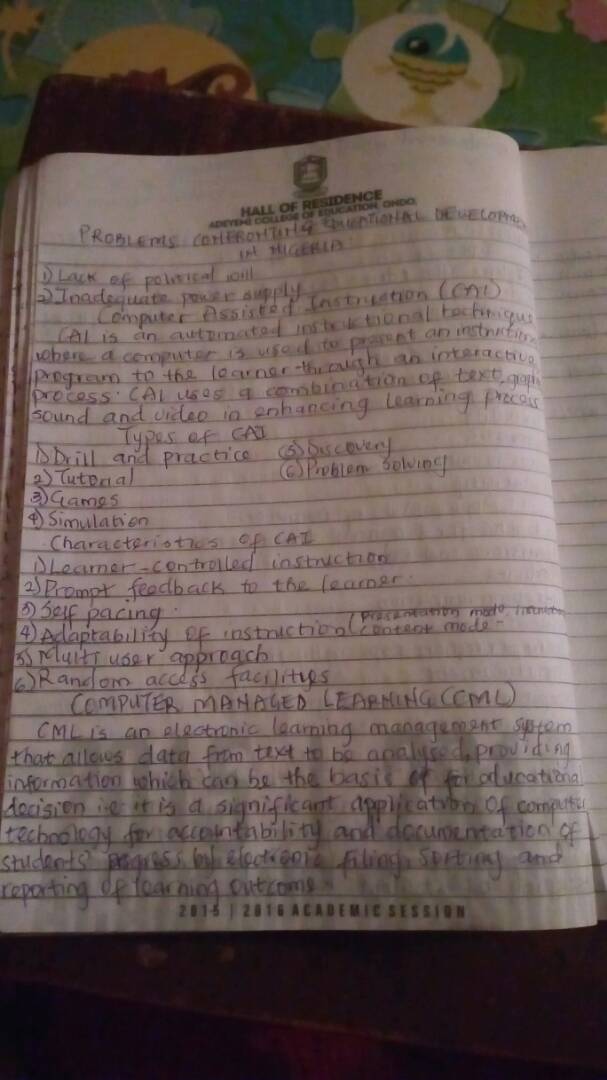 HALL OF RESIDENCE
ADEYEMI COLLEGE OF EDUCATION, ONDO
PROBLEMS CONFRONTING EDUCATIONAL DEVELOPMENT
IN NIGERIA
1) Lack of political will
2) Inadequate power supply
Computer Assisted Instruction (CAI)
CAI is an automated instructional technique
where a computer is used to present an instruction
program to the learner through an interactive
process. CAI uses a combination of text, graph
sound and video in enhancing learning process
Types of CAI
1) Drill and practice (5) Discovery
2) Tutorial (6) Problem Solving
3) Games
4) Simulation
Characteristics of CAI
1) Learner-controlled instruction
2) Prompt feedback to the learner.
3) Self pacing.
4) Adaptability of instruction (presentation mode,
content mode-
5) Multi user approach
6) Random access facilitys
COMPUTER MANAGED LEARNING (CML)
CML is an electronic learning management system
that allows data from text to be analysed, providing
information which can be the basis of for educational
decision i.e it is a significant application of computer
technology for accountability and documentation of
students' progress by electronic filing, sorting and
reporting of learning outcome.
2015 | 2016 ACADEMIC SESSION